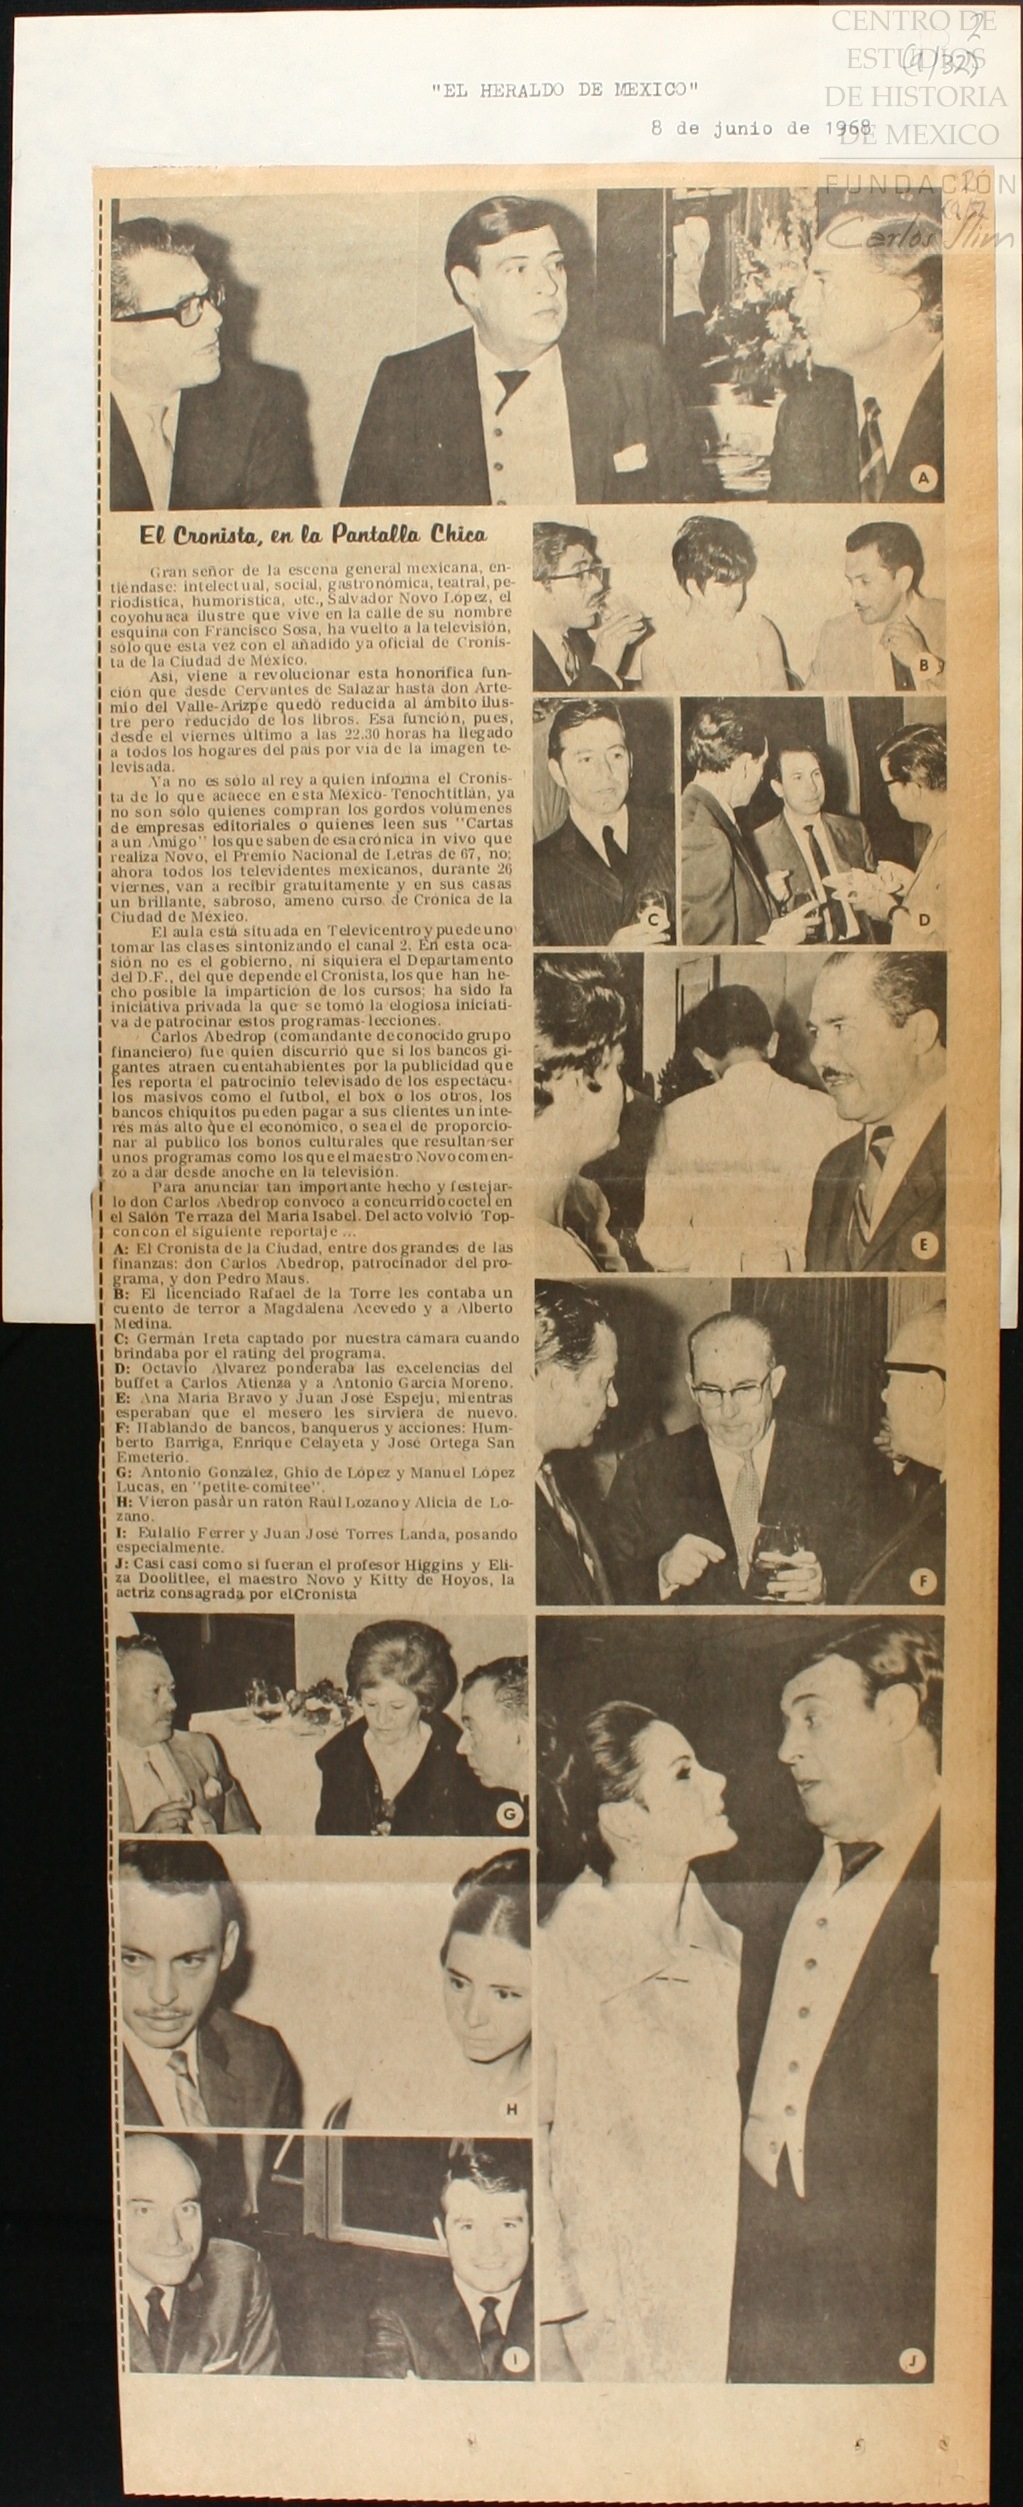 CENTRO DE
ESTUDIOS
DE HISTORIA
DE MEXICO
FUNDACIÓN
Carlos Slim
2
(1/32)
"EL HERALDO DE MEXICO"
8 de junio de 1968
A
El Cronista, en la Pantalla Chica
Gran señor de la escena general mexicana, en-
tiéndase: intelectual, social, gastronómica, teatral, pe-
riodística, humorística, etc., Salvador Novo López, el
coyohuaca ilustre que vive en la calle de su nombre
esquina con Francisco Sosa, ha vuelto a la televisión,
sólo que esta vez con el añadido ya oficial de Cronis-
ta de la Ciudad de México.
Así, viene a revolucionar esta honorífica fun-
ción que desde Cervantes de Salazar hasta don Arte-
mio del Valle-Arizpe quedó reducida al ámbito ilus-
tre pero reducido de los libros. Esa función, pues,
desde el viernes último a las 22.30 horas ha llegado
a todos los hogares del país por vía de la imagen te-
levisada.
Ya no es sólo al rey a quien informa el Cronis-
ta de lo que acaece en esta México-Tenochtitlán, ya
no son sólo quienes compran los gordos volúmenes
de empresas editoriales o quienes leen sus "Cartas
a un Amigo" los que saben de esa crónica in vivo que
realiza Novo, el Premio Nacional de Letras de 67, no;
ahora todos los televidentes mexicanos, durante 26
viernes, van a recibir gratuitamente y en sus casas
un brillante, sabroso, ameno curso de Crónica de la
Ciudad de México.
El aula está situada en Televicentro y puede uno
tomar las clases sintonizando el canal 2. En esta oca-
sión no es el gobierno, ni siquiera el Departamento
del D.F., del que depende el Cronista, los que han he-
cho posible la impartición de los cursos; ha sido la
iniciativa privada la que se tomó la elogiosa iniciati-
va de patrocinar estos programas-lecciones.
Carlos Abedrop (comandante de conocido grupo
financiero) fue quien discurrió que si los bancos gi-
gantes atraen cuentahabientes por la publicidad que
les reporta el patrocinio televisado de los espectácu-
los masivos como el futbol, el box o los otros, los
bancos chiquitos pueden pagar a sus clientes un inte-
rés más alto que el económico, o sea el de proporcio-
nar al público los bonos culturales que resultan ser
unos programas como los que el maestro Novo comen-
zó a dar desde anoche en la televisión.
Para anunciar tan importante hecho y festejar-
lo don Carlos Abedrop convocó a concurrido coctel en
el Salón Terraza del María Isabel. Del acto volvió Top-
con con el siguiente reportaje ...
A: El Cronista de la Ciudad, entre dos grandes de las
finanzas: don Carlos Abedrop, patrocinador del pro-
grama, y don Pedro Maus.
B: El licenciado Rafael de la Torre les contaba un
cuento de terror a Magdalena Acevedo y a Alberto
Medina.
C: Germán Ireta captado por nuestra cámara cuando
brindaba por el rating del programa.
D: Octavio Alvarez ponderaba las excelencias del
buffet a Carlos Atienza y a Antonio García Moreno.
E: Ana María Bravo y Juan José Espeju, mientras
esperaban que el mesero les sirviera de nuevo.
F: Hablando de bancos, banqueros y acciones: Hum-
berto Barriga, Enrique Celayeta y José Ortega San
Emeterio.
G: Antonio González, Ghio de López y Manuel López
Lucas, en "petite-comitee".
H: Vieron pasar un ratón Raúl Lozano y Alicia de Lo-
zano.
I: Eulalio Ferrer y Juan José Torres Landa, posando
especialmente.
J: Casi casi como si fueran el profesor Higgins y Eli-
za Doolitlee, el maestro Novo y Kitty de Hoyos, la
actriz consagrada por el Cronista
B
C
D
E
F
G
H
I
J